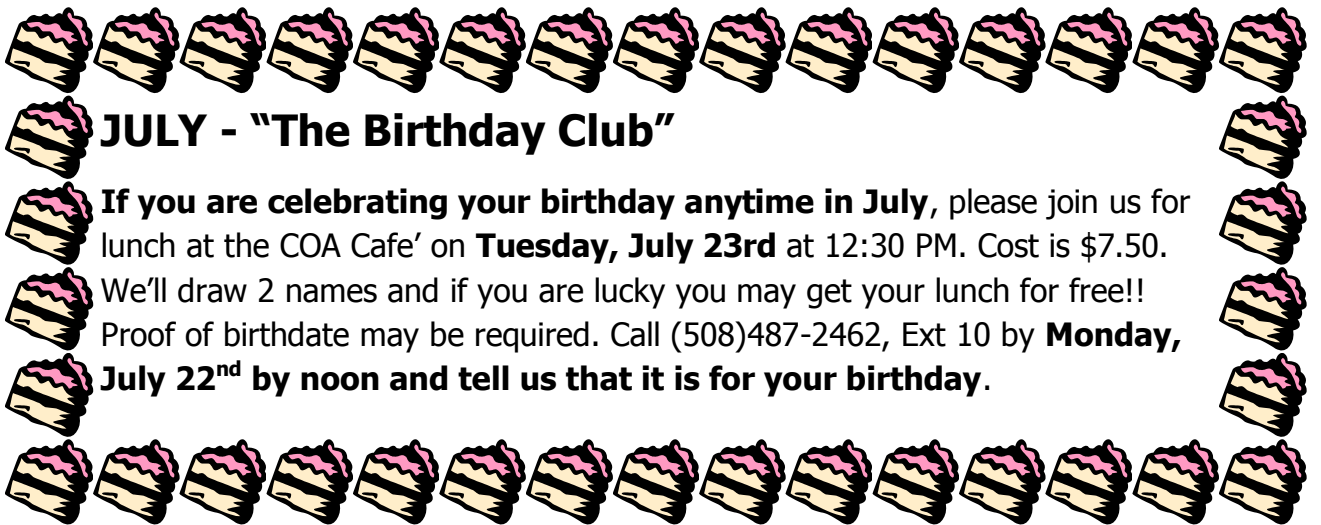 JULY - “The Birthday Club”
If you are celebrating your birthday anytime in July, please join us for
lunch at the COA Cafe’ on Tuesday, July 23rd at 12:30 PM. Cost is $7.50.
We’ll draw 2 names and if you are lucky you may get your lunch for free!!
Proof of birthdate may be required. Call (508)487-2462, Ext 10 by Monday,
July 22nd by noon and tell us that it is for your birthday.